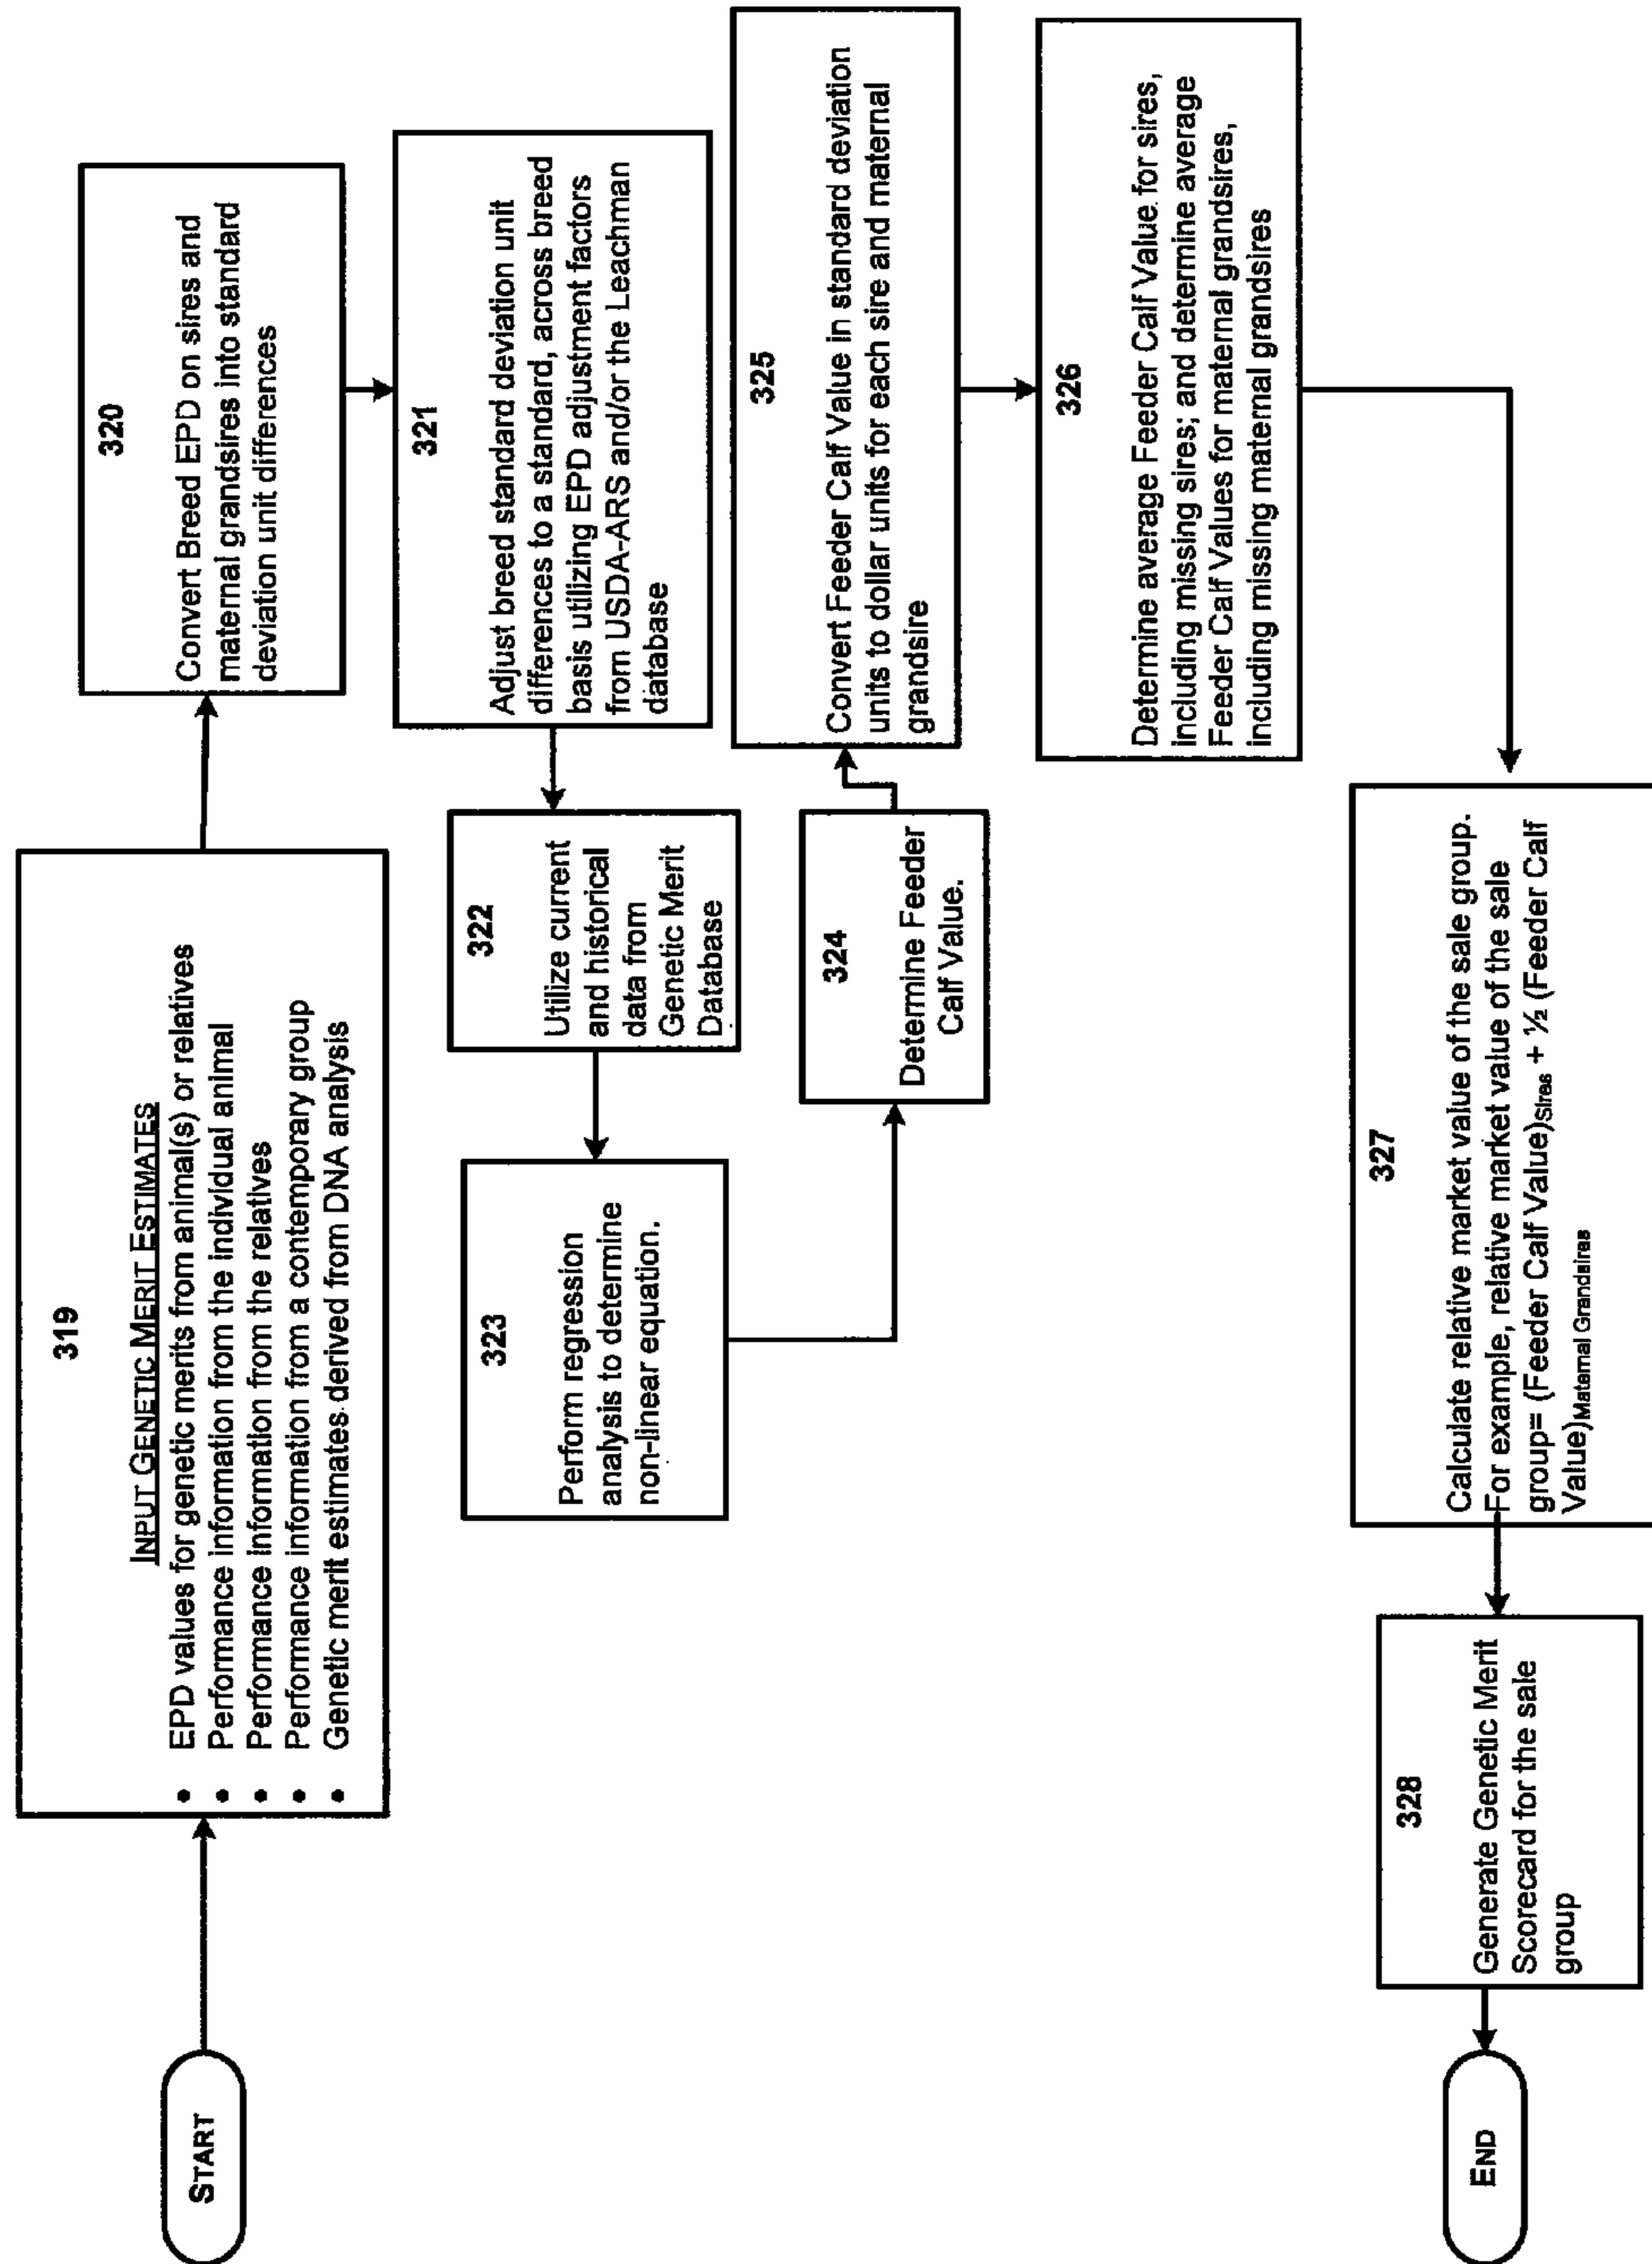 START
319
INPUT GENETIC MERIT ESTIMATES
• EPD values for genetic merits from animal(s) or relatives
• Performance information from the individual animal
• Performance information from the relatives
• Performance information from a contemporary group
• Genetic merit estimates derived from DNA analysis
320
Convert Breed EPD on sires and
maternal grandsires into standard
deviation unit differences
321
Adjust breed standard deviation unit
differences to a standard, across breed
basis utilizing EPD adjustment factors
from USDA-ARS and/or the Leachman
database
322
Utilize current
and historical
data from
Genetic Merit
Database
323
Perform regression
analysis to determine
non-linear equation.
324
Determine Feeder
Calf Value.
325
Convert Feeder Calf Value in standard deviation
units to dollar units for each sire and maternal
grandsire
326
Determine average Feeder Calf Value for sires,
including missing sires; and determine average
Feeder Calf Values for maternal grandsires,
including missing maternal grandsires
327
Calculate relative market value of the sale group.
For example, relative market value of the sale
group= (Feeder Calf Value)Sires + ½ (Feeder Calf
Value)Maternal Grandsires
328
Generate Genetic Merit
Scorecard for the sale
group
END